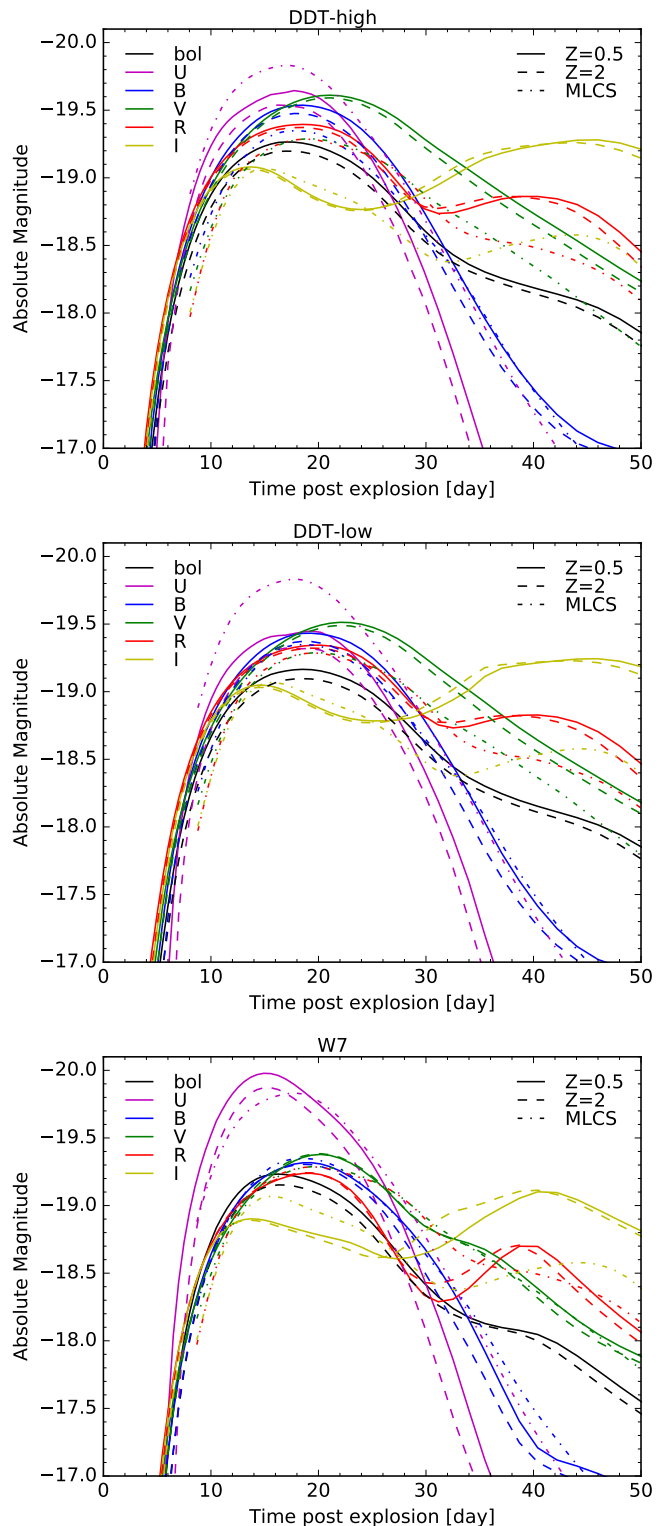 DDT-high
bol
U
B
V
R
I
Z=0.5
Z=2
MLCS
−20.0
−19.5
−19.0
−18.5
−18.0
−17.5
−17.0
Absolute Magnitude
0
10
20
30
40
50
Time post explosion [day]
DDT-low
bol
U
B
V
R
I
Z=0.5
Z=2
MLCS
−20.0
−19.5
−19.0
−18.5
−18.0
−17.5
−17.0
Absolute Magnitude
0
10
20
30
40
50
Time post explosion [day]
W7
bol
U
B
V
R
I
Z=0.5
Z=2
MLCS
−20.0
−19.5
−19.0
−18.5
−18.0
−17.5
−17.0
Absolute Magnitude
0
10
20
30
40
50
Time post explosion [day]